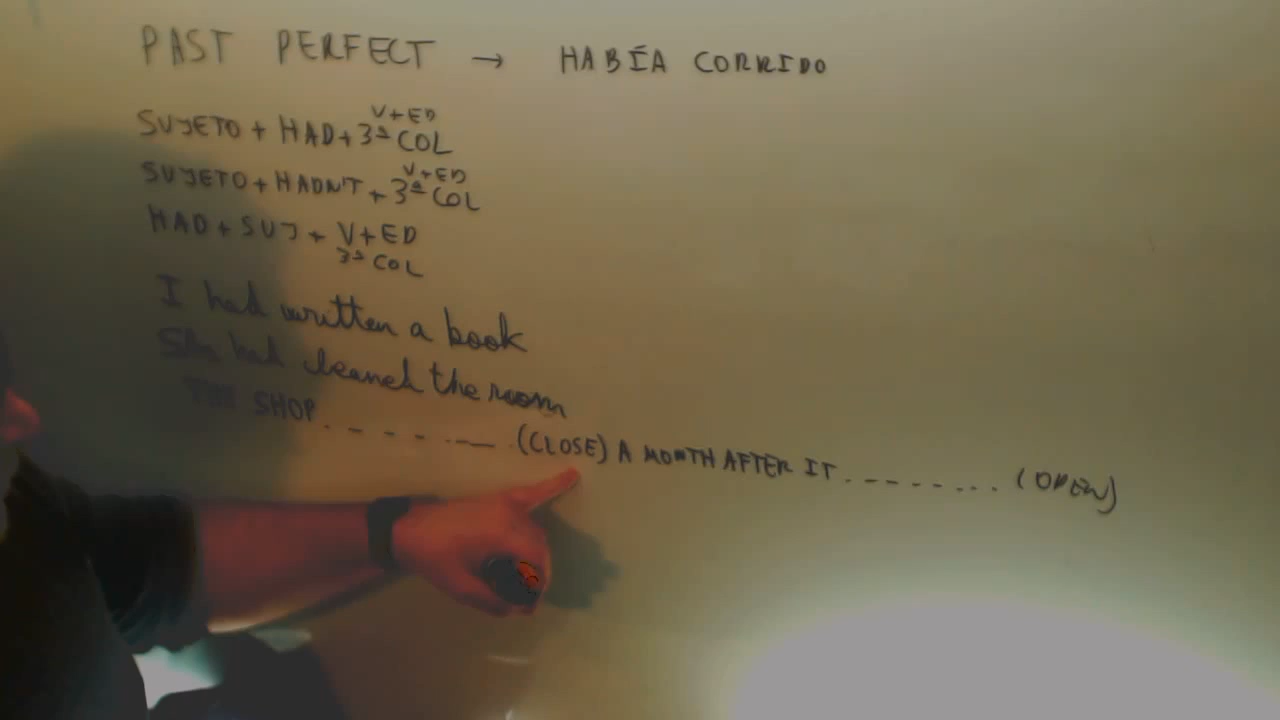 PAST PERFECT → HABÍA CORRIDO
V+ED
SUJETO + HAD + 3ª COL
V+ED
SUJETO + HADN'T + 3ª COL
HAD + SUJ + V+ED
3ª COL
I had written a book
She had cleaned the room
THE SHOP ....... (CLOSE) A MONTH AFTER IT ........ (OPEN)